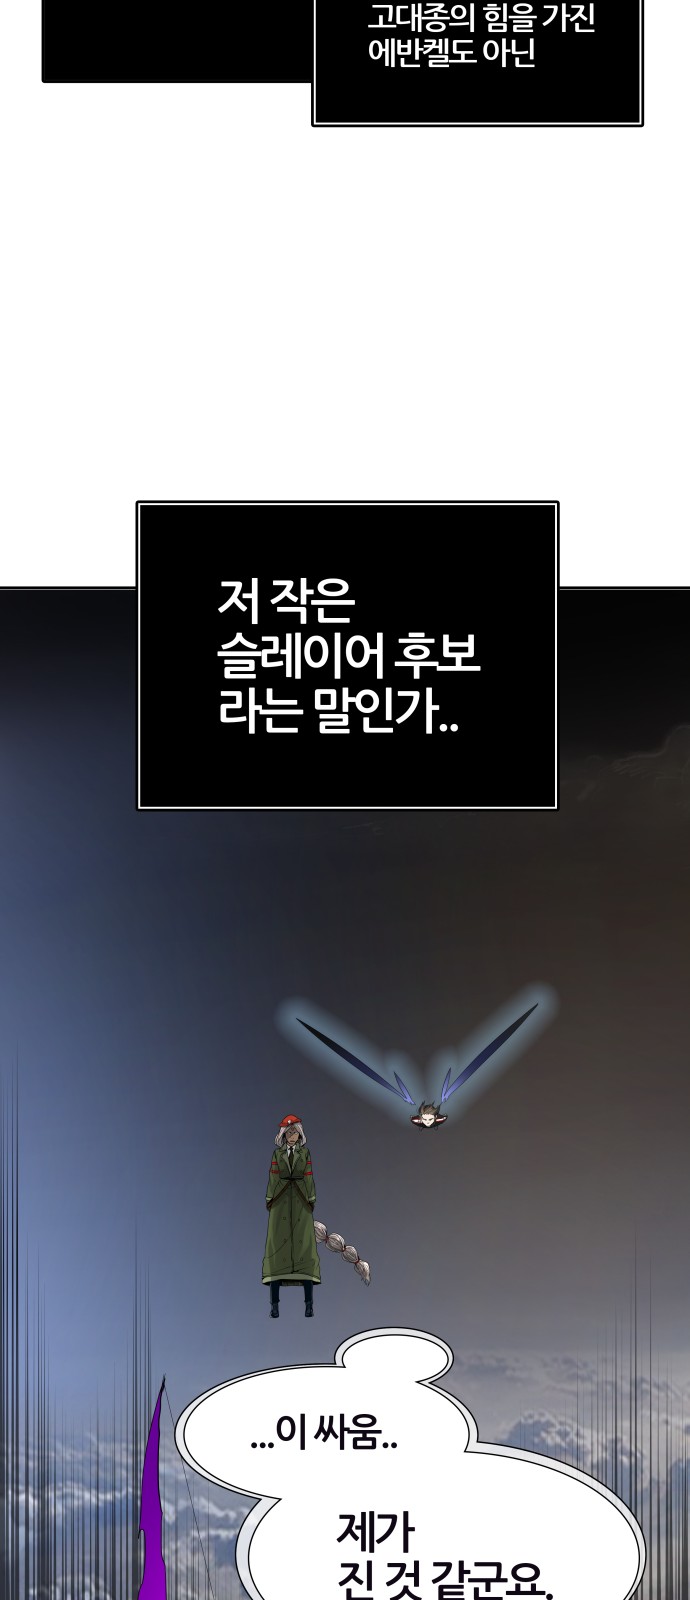 고대종의 힘을 가진
에반켈도 아닌
저 작은
슬레이어 후보
라는 말인가..
...이 싸움..
제가
진 것 같군요.